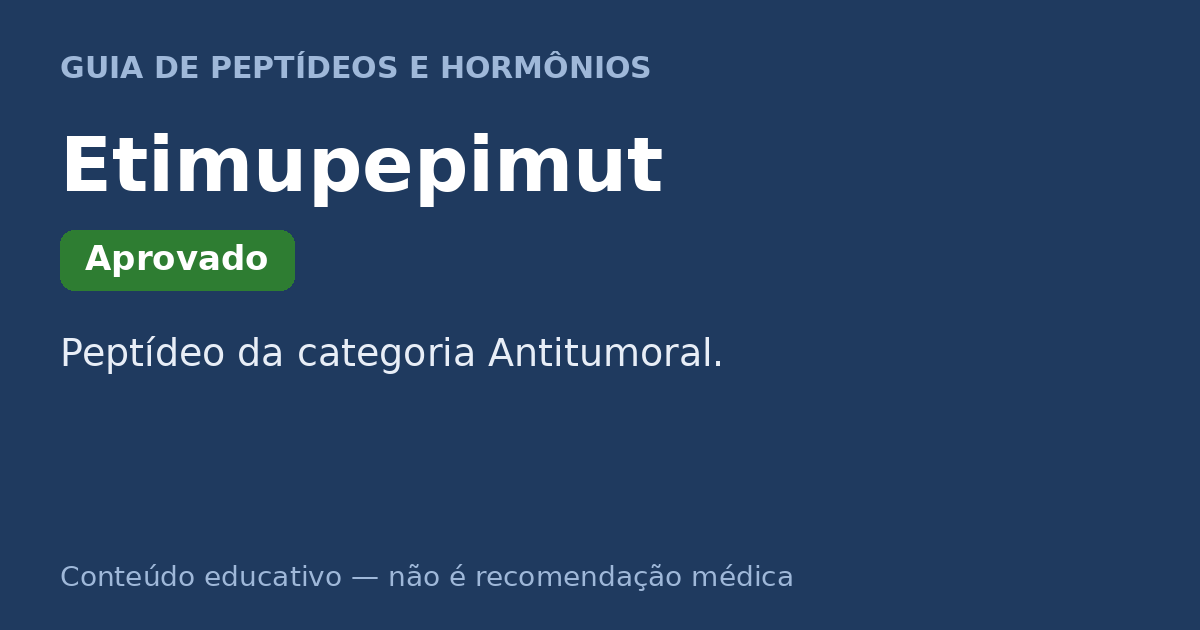 GUIA DE PEPTÍDEOS E HORMÔNIOS
Etimupepimut
Aprovado
Peptídeo da categoria Antitumoral.
Conteúdo educativo — não é recomendação médica